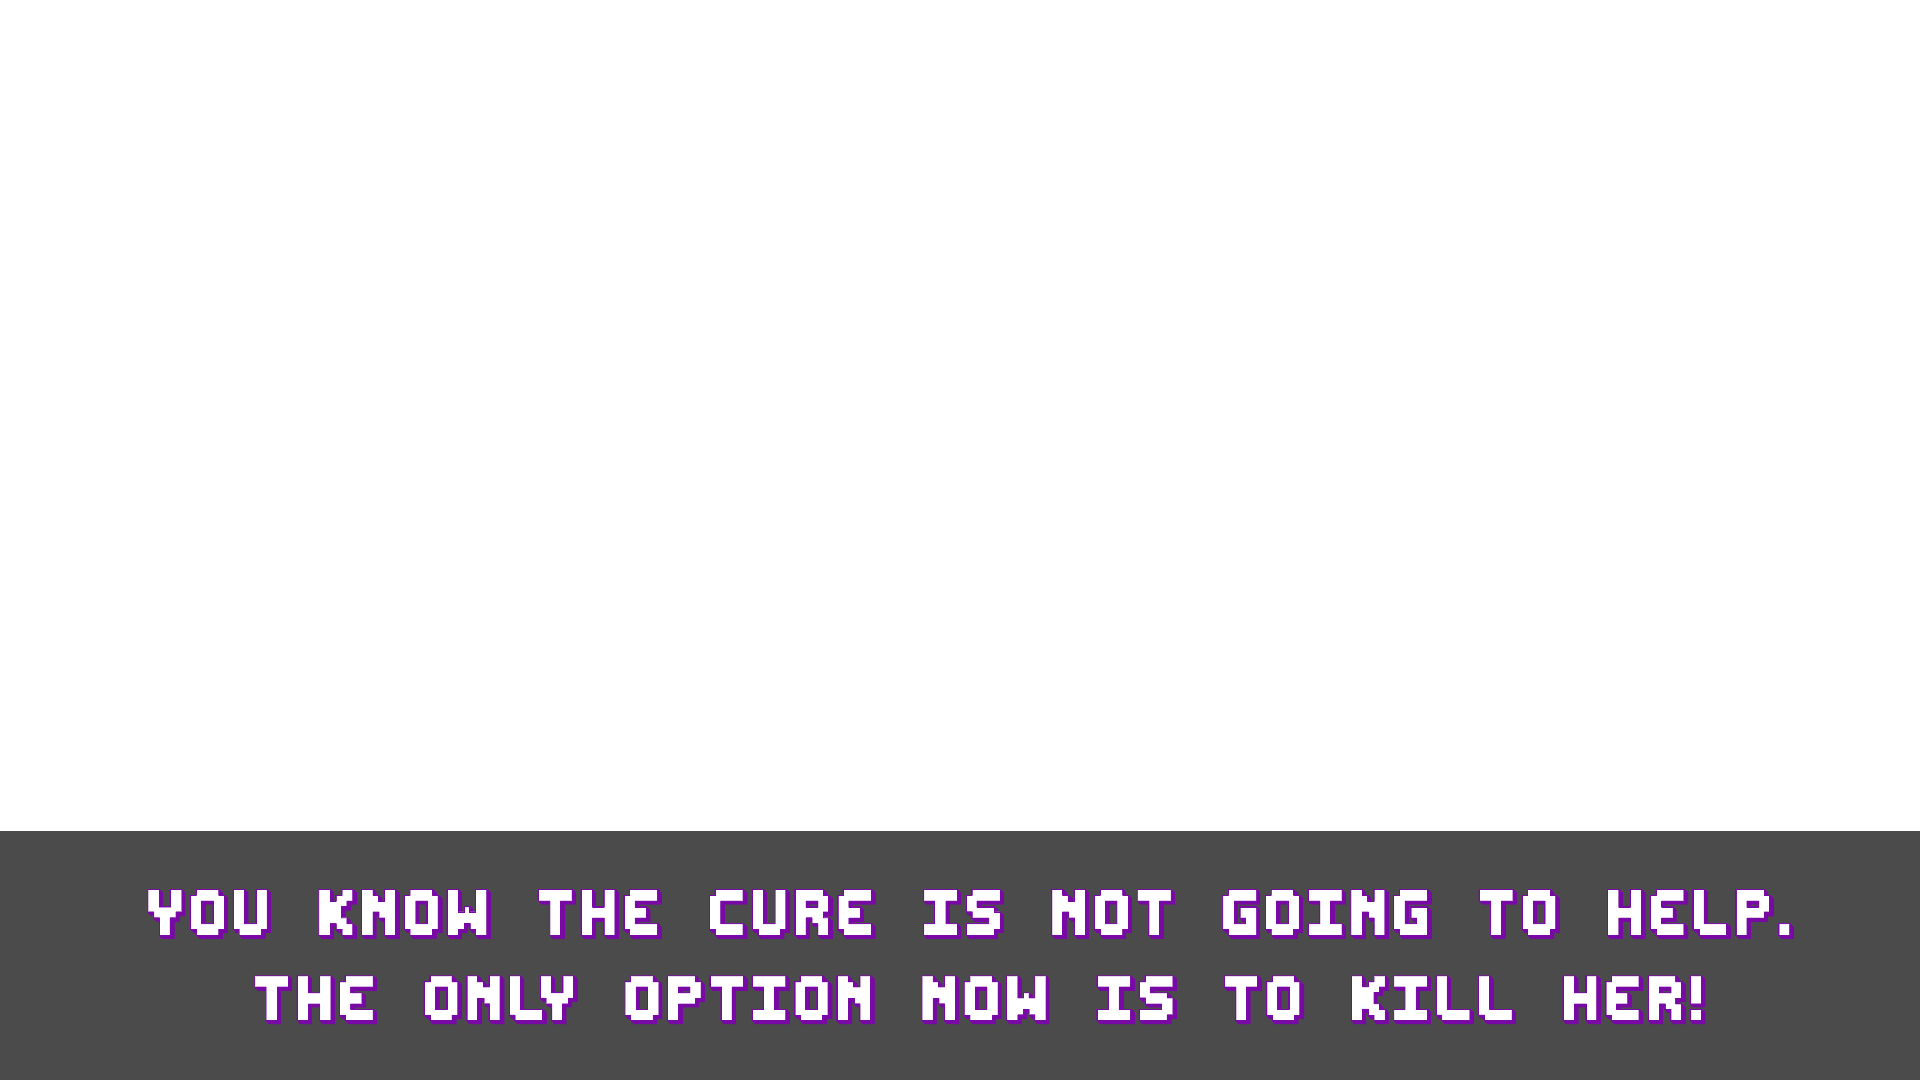 YOU KNOW THE CURE IS NOT GOING TO HELP.
THE ONLY OPTION NOW IS TO KILL HER!